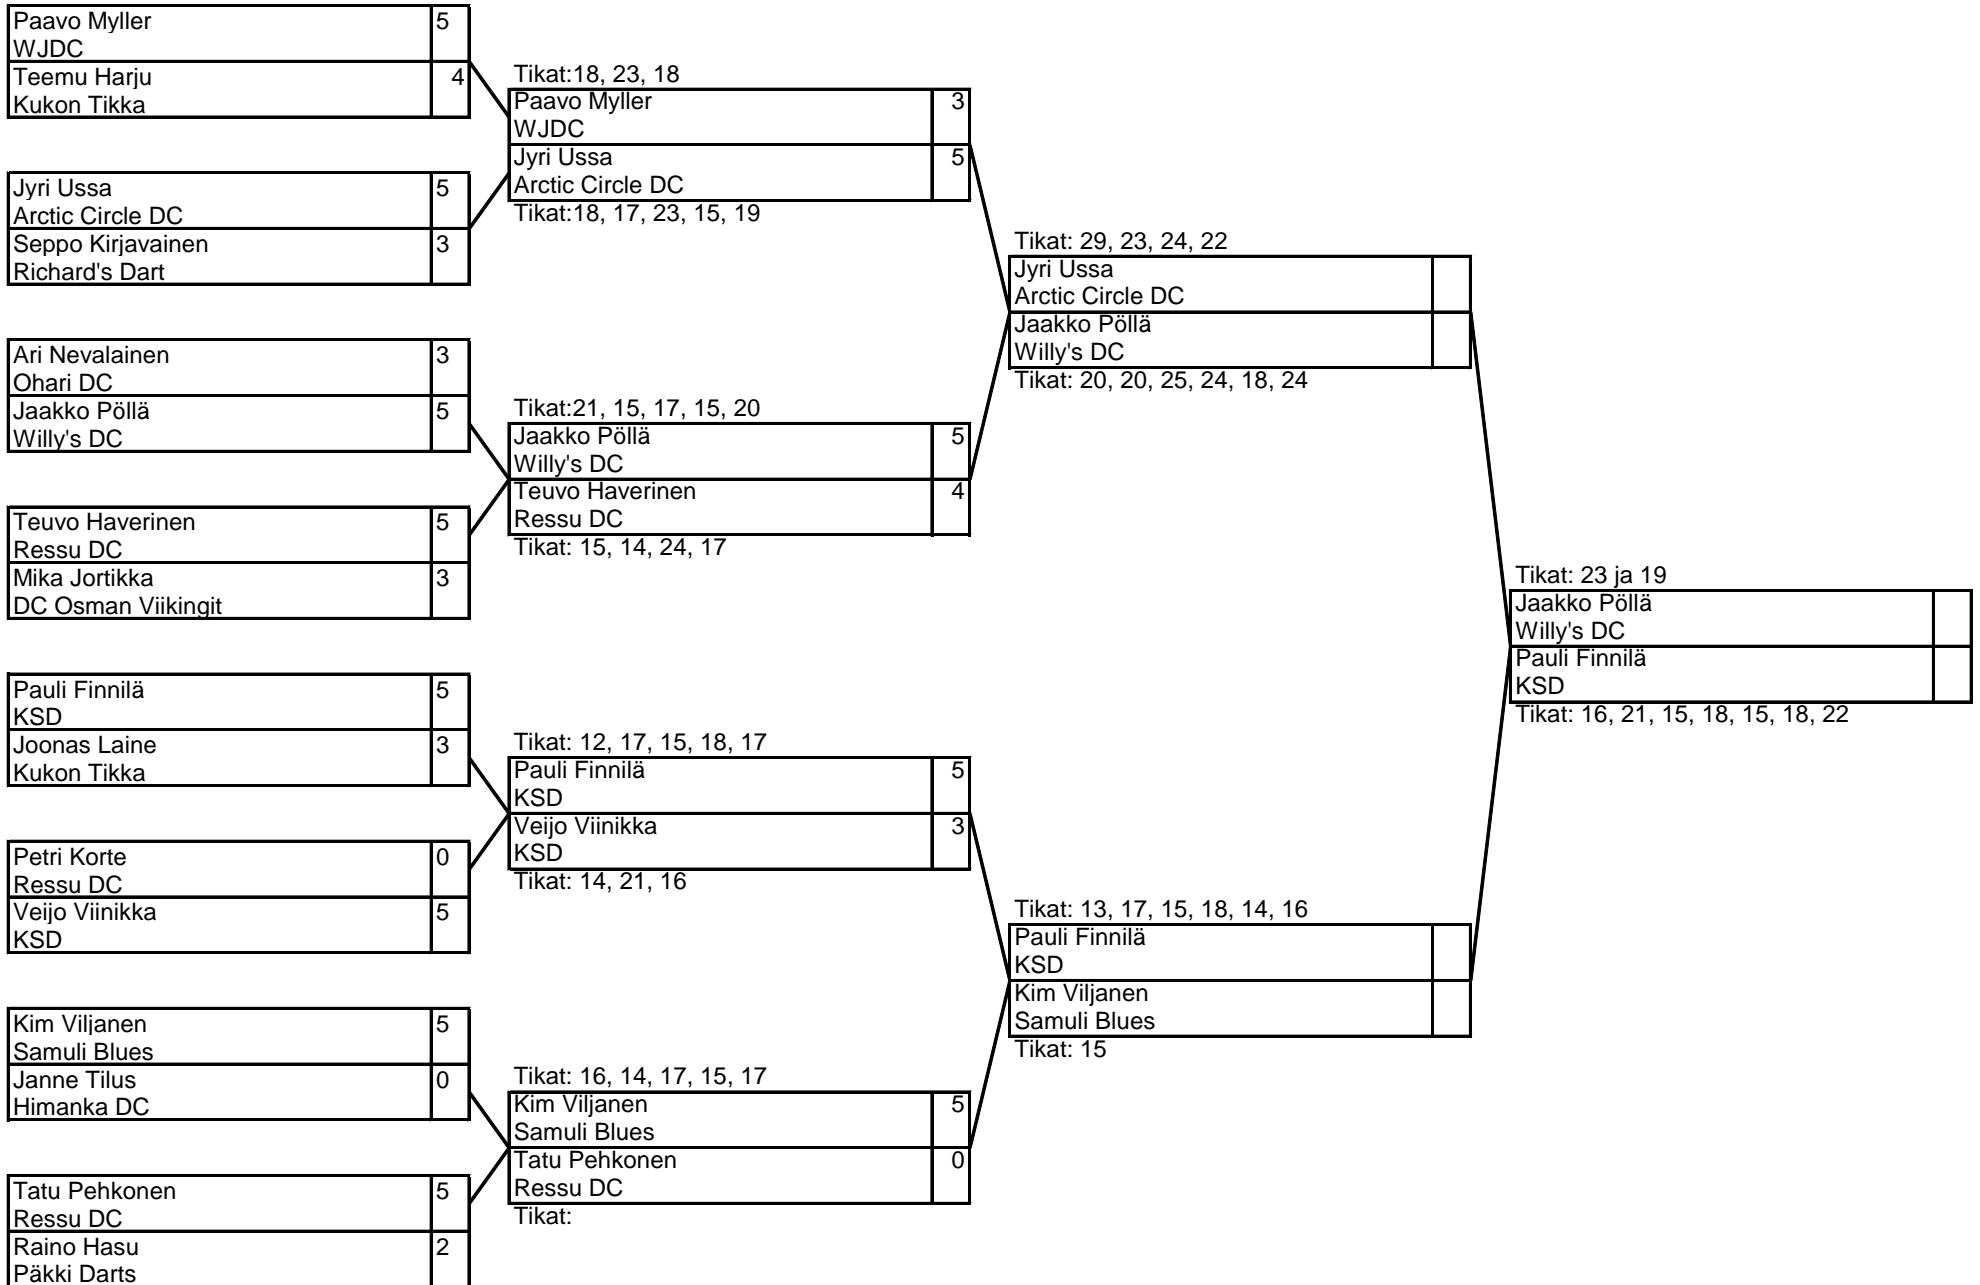 Paavo Myller 5
WJDC
Teemu Harju 4
Kukon Tikka
Jyri Ussa 5
Arctic Circle DC
Seppo Kirjavainen 3
Richard's Dart
Ari Nevalainen 3
Ohari DC
Jaakko Pöllä 5
Willy's DC
Teuvo Haverinen 5
Ressu DC
Mika Jortikka 3
DC Osman Viikingit
Pauli Finnilä 5
KSD
Joonas Laine 3
Kukon Tikka
Petri Korte 0
Ressu DC
Veijo Viinikka 5
KSD
Kim Viljanen 5
Samuli Blues
Janne Tilus 0
Himanka DC
Tatu Pehkonen 5
Ressu DC
Raino Hasu 2
Päkki Darts
Tikat:18, 23, 18
Paavo Myller 3
WJDC
Jyri Ussa 5
Arctic Circle DC
Tikat:18, 17, 23, 15, 19
Tikat:21, 15, 17, 15, 20
Jaakko Pöllä 5
Willy's DC
Teuvo Haverinen 4
Ressu DC
Tikat: 15, 14, 24, 17
Tikat: 12, 17, 15, 18, 17
Pauli Finnilä 5
KSD
Veijo Viinikka 3
KSD
Tikat: 14, 21, 16
Tikat: 16, 14, 17, 15, 17
Kim Viljanen 5
Samuli Blues
Tatu Pehkonen 0
Ressu DC
Tikat:
Tikat: 29, 23, 24, 22
Jyri Ussa
Arctic Circle DC
Jaakko Pöllä
Willy's DC
Tikat: 20, 20, 25, 24, 18, 24
Tikat: 13, 17, 15, 18, 14, 16
Pauli Finnilä
KSD
Kim Viljanen
Samuli Blues
Tikat: 15
Tikat: 23 ja 19
Jaakko Pöllä
Willy's DC
Pauli Finnilä
KSD
Tikat: 16, 21, 15, 18, 15, 18, 22